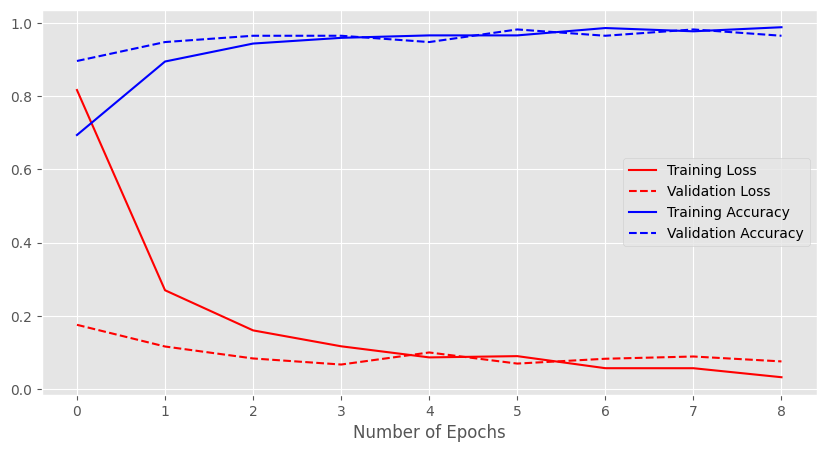 1.0
0.8
0.6
0.4
0.2
0.0
Training Loss
Validation Loss
Training Accuracy
Validation Accuracy
0 1 2 3 4 5 6 7 8
Number of Epochs